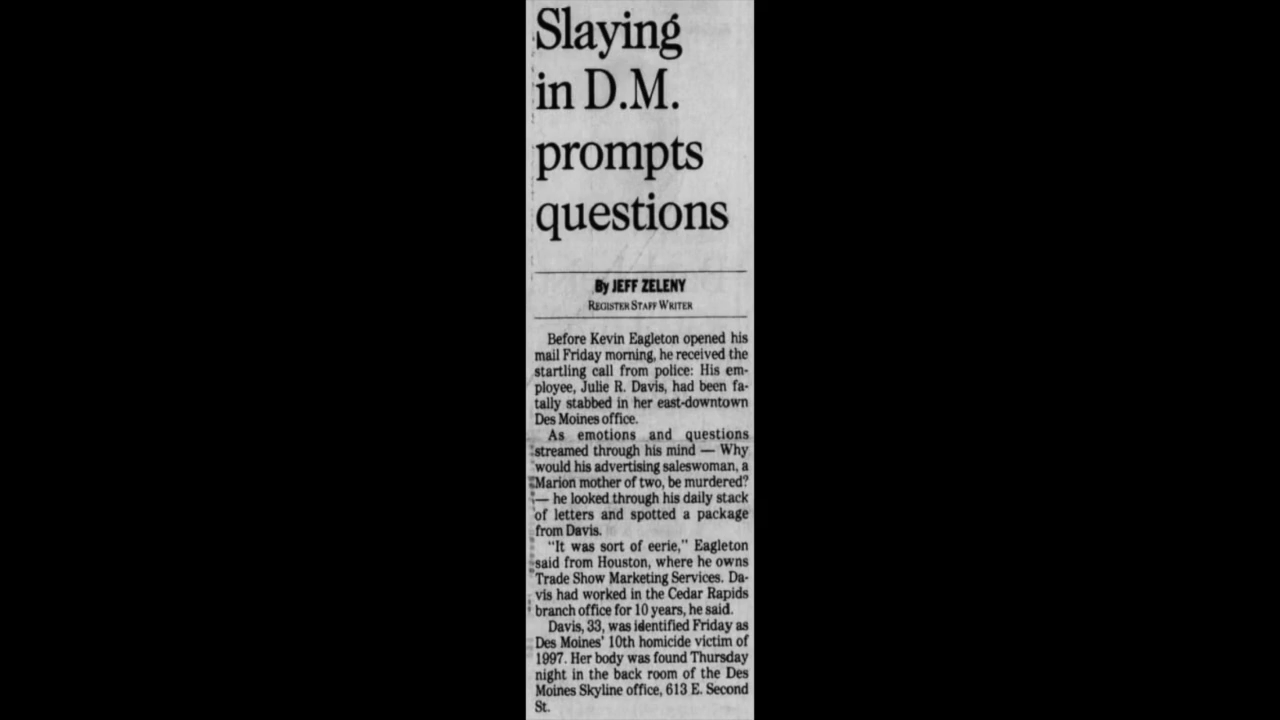 Slaying
in D.M.
prompts
questions
By JEFF ZELENY
REGISTER STAFF WRITER
Before Kevin Eagleton opened his
mail Friday morning, he received the
startling call from police: His em-
ployee, Julie R. Davis, had been fa-
tally stabbed in her east-downtown
Des Moines office.
As emotions and questions
streamed through his mind — Why
would his advertising saleswoman, a
Marion mother of two, be murdered?
— he looked through his daily stack
of letters and spotted a package
from Davis.
"It was sort of eerie," Eagleton
said from Houston, where he owns
Trade Show Marketing Services. Da-
vis had worked in the Cedar Rapids
branch office for 10 years, he said.
Davis, 33, was identified Friday as
Des Moines' 10th homicide victim of
1997. Her body was found Thursday
night in the back room of the Des
Moines Skyline office, 613 E. Second
St.